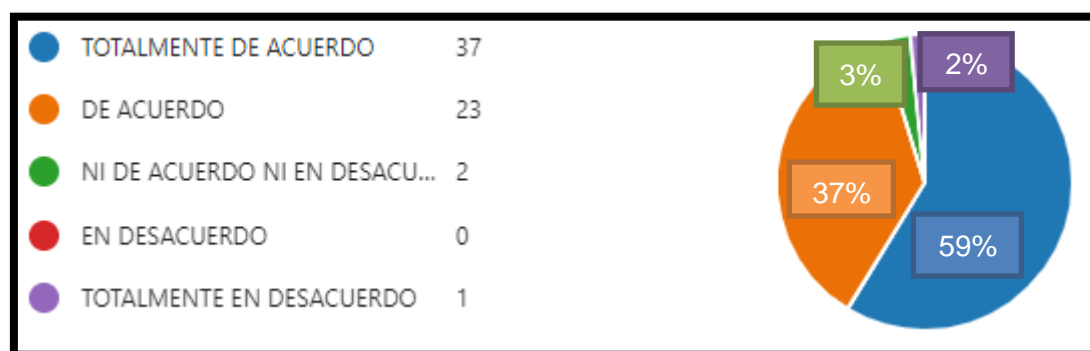 TOTALMENTE DE ACUERDO 37
DE ACUERDO 23
NI DE ACUERDO NI EN DESACU... 2
EN DESACUERDO 0
TOTALMENTE EN DESACUERDO 1
3%
2%
37%
59%